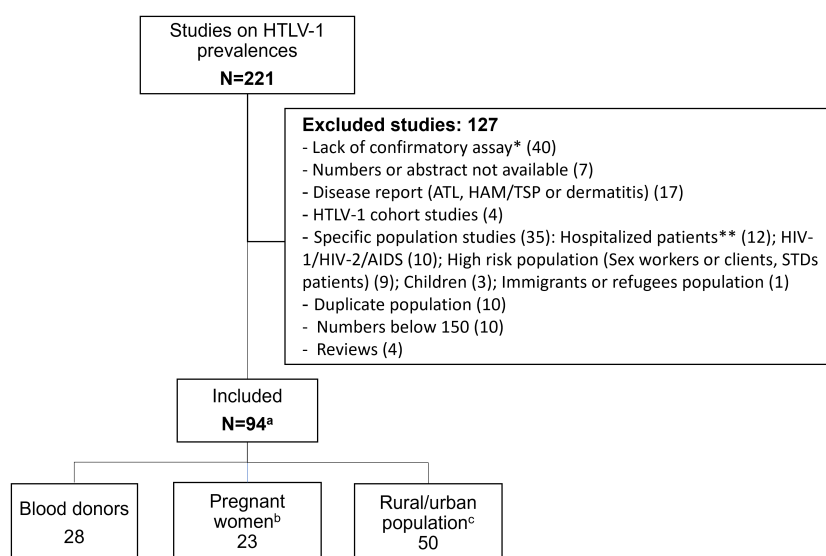 Studies on HTLV-1
prevalences
N=221
Excluded studies: 127
- Lack of confirmatory assay* (40)
- Numbers or abstract not available (7)
- Disease report (ATL, HAM/TSP or dermatitis) (17)
- HTLV-1 cohort studies (4)
- Specific population studies (35): Hospitalized patients** (12); HIV-
1/HIV-2/AIDS (10); High risk population (Sex workers or clients, STDs
patients) (9); Children (3); Immigrants or refugees population (1)
- Duplicate population (10)
- Numbers below 150 (10)
- Reviews (4)
Included
N=94ᵃ
Blood donors
28
Pregnant
womenᵇ
23
Rural/urban
populationᶜ
50